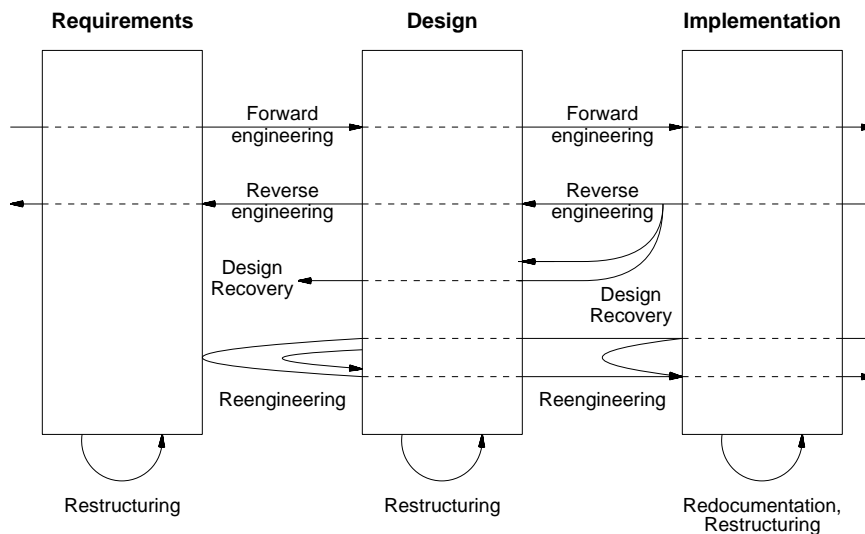 Requirements
Design
Implementation
Forward
engineering
Forward
engineering
Reverse
engineering
Reverse
engineering
Design
Recovery
Design
Recovery
Reengineering
Reengineering
Restructuring
Restructuring
Redocumentation,
Restructuring